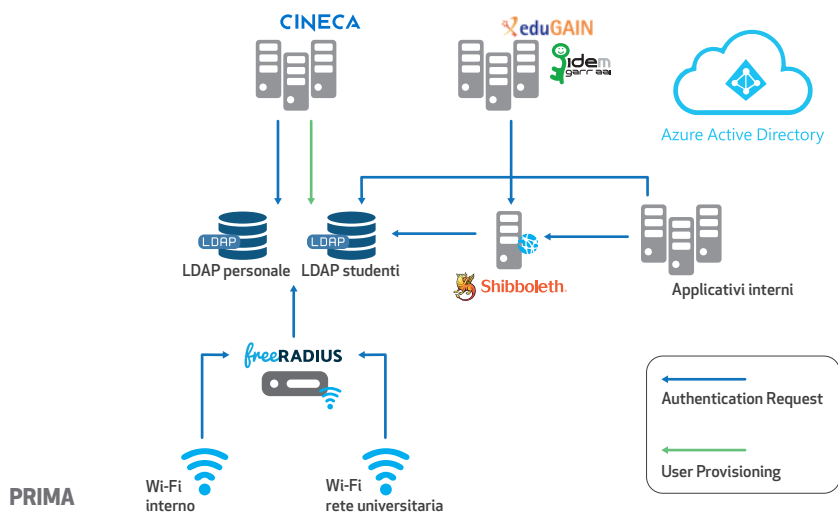 CINECA
eduGAIN
idem
garr aai
Azure Active Directory
LDAP
LDAP
LDAP personale
LDAP studenti
Shibboleth.
Applicativi interni
freeRADIUS
Authentication Request
User Provisioning
Wi-Fi
interno
Wi-Fi
rete universitaria
PRIMA